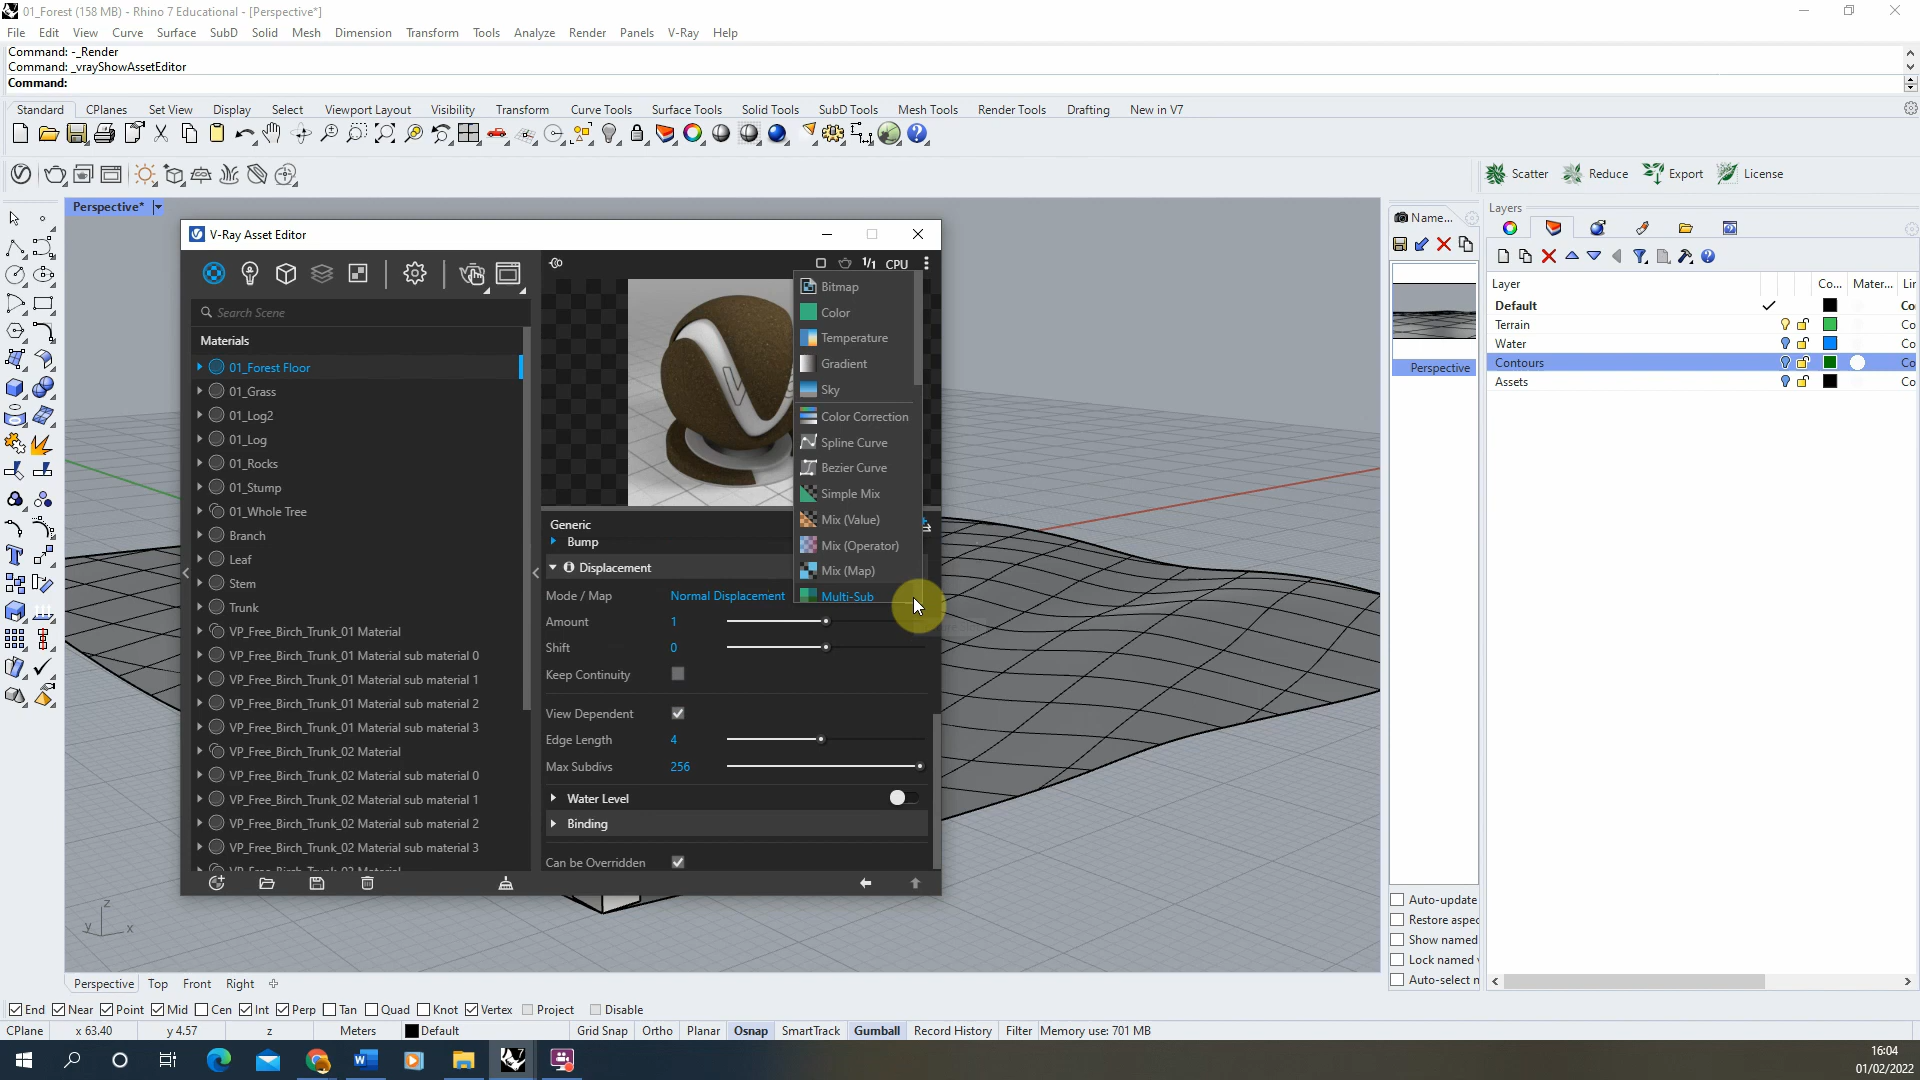 01_Forest (158 MB) - Rhino 7 Educational - [Perspective*]
File Edit View Curve Surface SubD Solid Mesh Dimension Transform Tools Analyze Render Panels V-Ray Help
Command: -_Render
Command: _vrayShowAssetEditor
Command:
Standard CPlanes Set View Display Select Viewport Layout Visibility Transform Curve Tools Surface Tools Solid Tools SubD Tools Mesh Tools Render Tools Drafting New in V7
Scatter Reduce Export License
Perspective*
V-Ray Asset Editor
Search Scene
Materials
01_Forest Floor
01_Grass
01_Log2
01_Log
01_Rocks
01_Stump
01_Whole Tree
Branch
Leaf
Stem
Trunk
VP_Free_Birch_Trunk_01 Material
VP_Free_Birch_Trunk_01 Material sub material 0
VP_Free_Birch_Trunk_01 Material sub material 1
VP_Free_Birch_Trunk_01 Material sub material 2
VP_Free_Birch_Trunk_01 Material sub material 3
VP_Free_Birch_Trunk_02 Material
VP_Free_Birch_Trunk_02 Material sub material 0
VP_Free_Birch_Trunk_02 Material sub material 1
VP_Free_Birch_Trunk_02 Material sub material 2
VP_Free_Birch_Trunk_02 Material sub material 3
1/1 CPU
Bitmap
Color
Temperature
Gradient
Sky
Color Correction
Spline Curve
Bezier Curve
Simple Mix
Mix (Value)
Mix (Operator)
Mix (Map)
Multi-Sub
Generic
Bump
Displacement
Mode / Map Normal Displacement
Amount 1
Shift 0
Keep Continuity
View Dependent
Edge Length 4
Max Subdivs 256
Water Level
Binding
Can be Overridden
Name...
Perspective
Auto-update
Restore aspec
Show named
Lock named
Auto-select n
Layers
Layer Co... Mater... Lir
Default Co
Terrain Co
Water Co
Contours Co
Assets Co
z
y x
Perspective Top Front Right
End Near Point Mid Cen Int Perp Tan Quad Knot Vertex Project Disable
CPlane x 63.40 y 4.57 z Meters Default Grid Snap Ortho Planar Osnap SmartTrack Gumball Record History Filter Memory use: 701 MB
16:04
01/02/2022